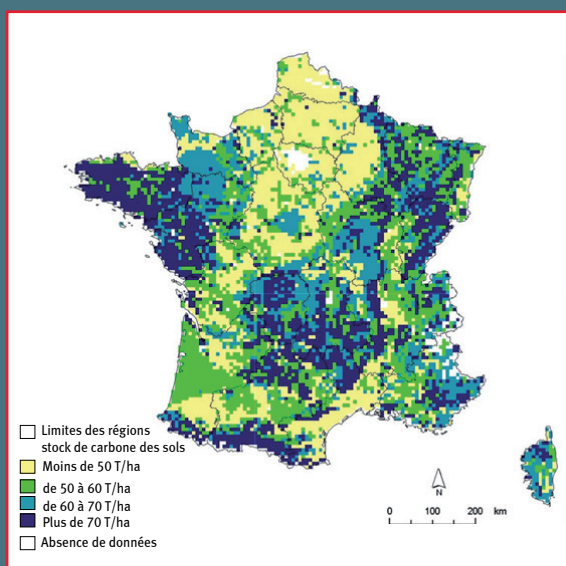 Limites des régions
stock de carbone des sols
Moins de 50 T/ha
de 50 à 60 T/ha
de 60 à 70 T/ha
Plus de 70 T/ha
Absence de données
N
0 100 200 km